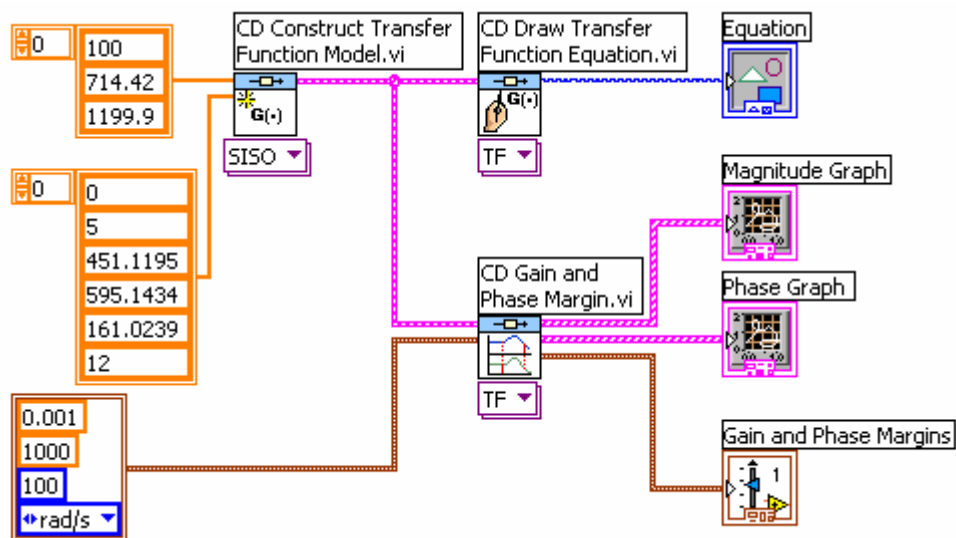 0
100
714.42
1199.9
CD Construct Transfer
Function Model.vi
G(•)
SISO
CD Draw Transfer
Function Equation.vi
G(•)
TF
Equation
0
0
5
451.1195
595.1434
161.0239
12
Magnitude Graph
CD Gain and
Phase Margin.vi
TF
Phase Graph
0.001
1000
100
rad/s
Gain and Phase Margins
1